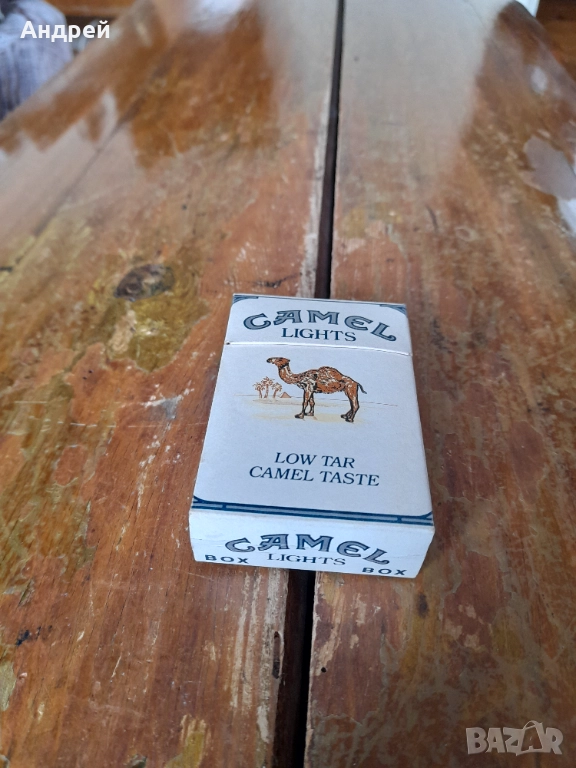 Андрей
CAMEL
LIGHTS
LOW TAR
CAMEL TASTE
CAMEL
BOX LIGHTS BOX
BAZAR